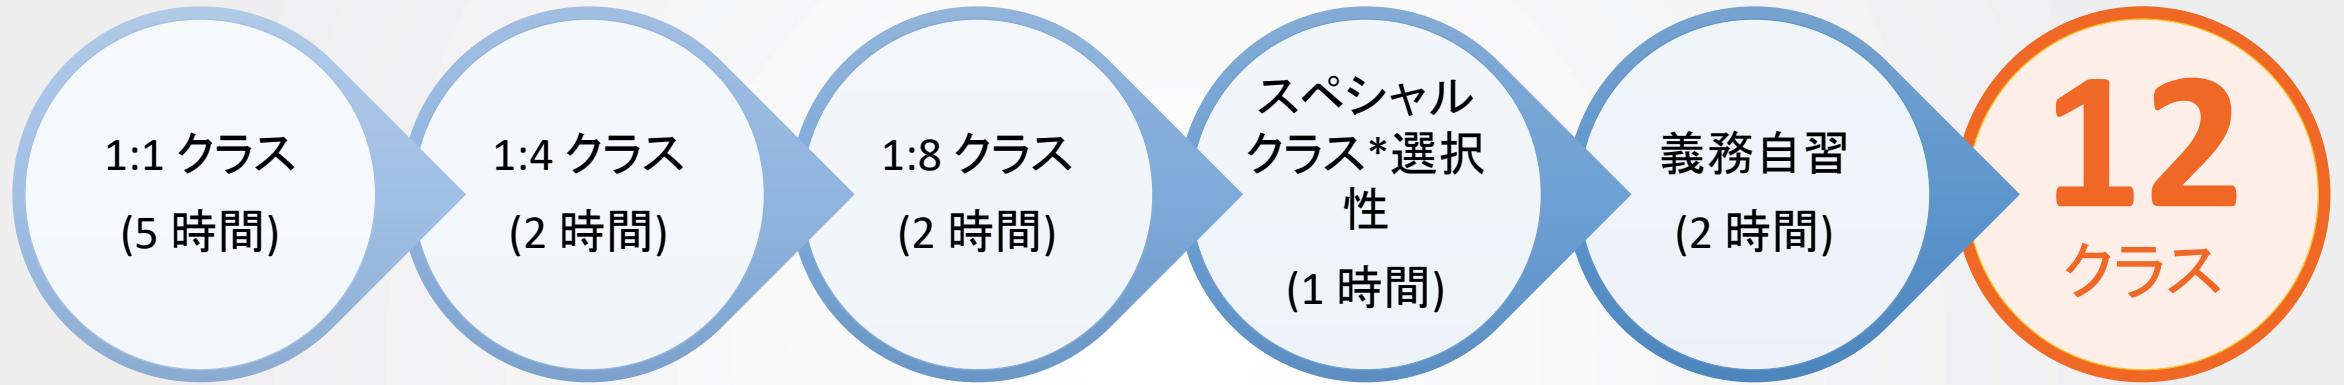 1:1 クラス
(5 時間)
1:4 クラス
(2 時間)
1:8 クラス
(2 時間)
スペシャル
クラス*選択
性
(1 時間)
義務自習
(2 時間)
12
クラス